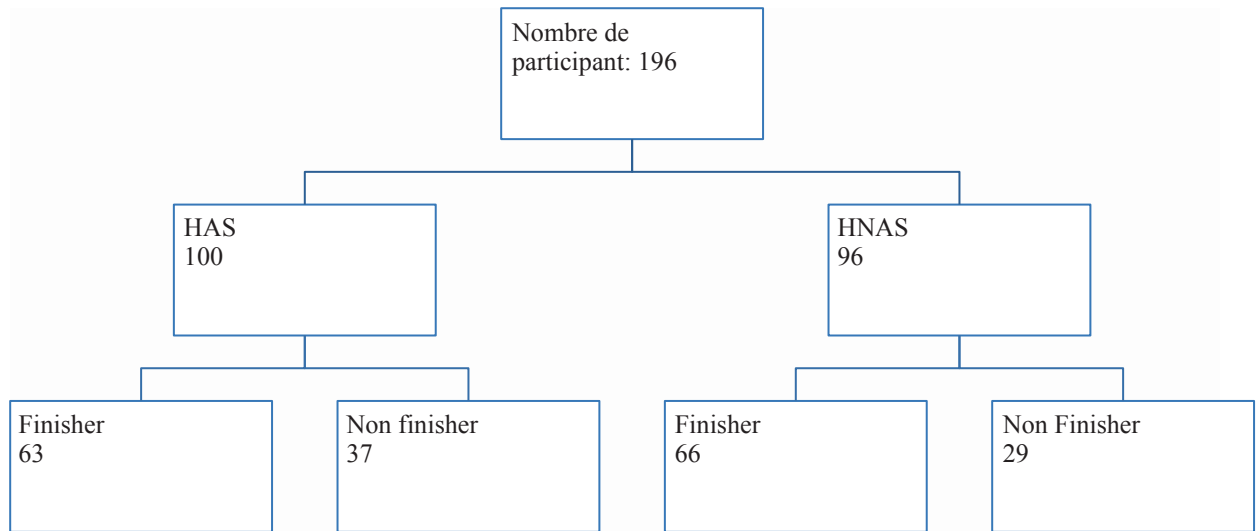 Nombre de
participant: 196
HAS
100
HNAS
96
Finisher
63
Non finisher
37
Finisher
66
Non Finisher
29